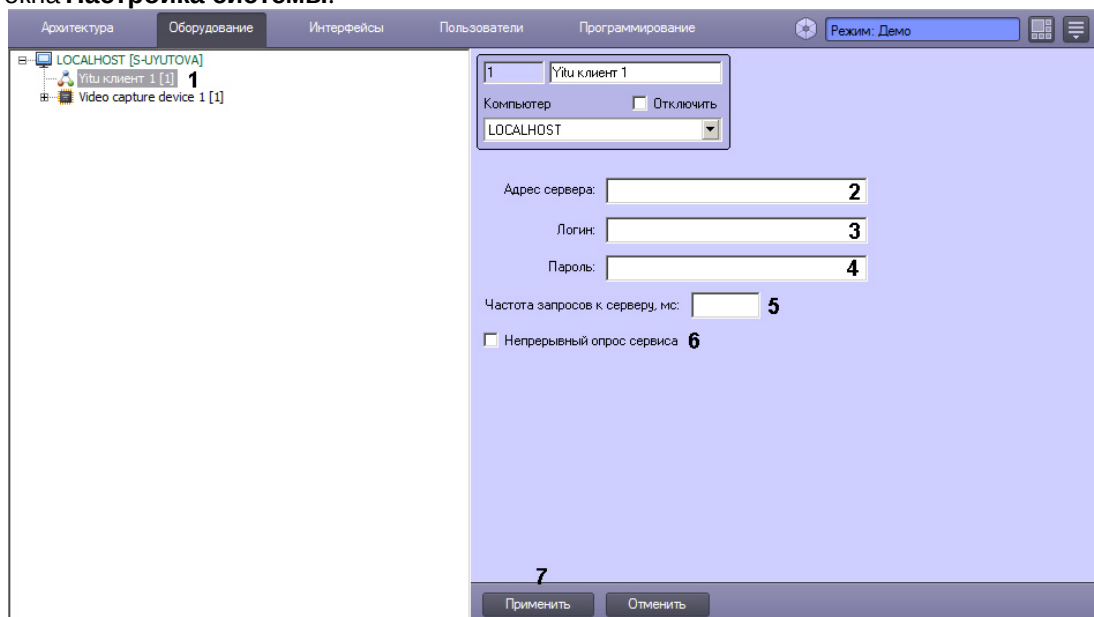 окна Настройка системы.
Архитектура Оборудование Интерфейсы Пользователи Программирование Режим: Демо
LOCALHOST [S-UYUTOVA]
Yitu клиент 1 [1] 1
Video capture device 1 [1]
1 Yitu клиент 1
Компьютер Отключить
LOCALHOST
Адрес сервера: 2
Логин: 3
Пароль: 4
Частота запросов к серверу, мс: 5
Непрерывный опрос сервиса 6
7
Применить Отменить